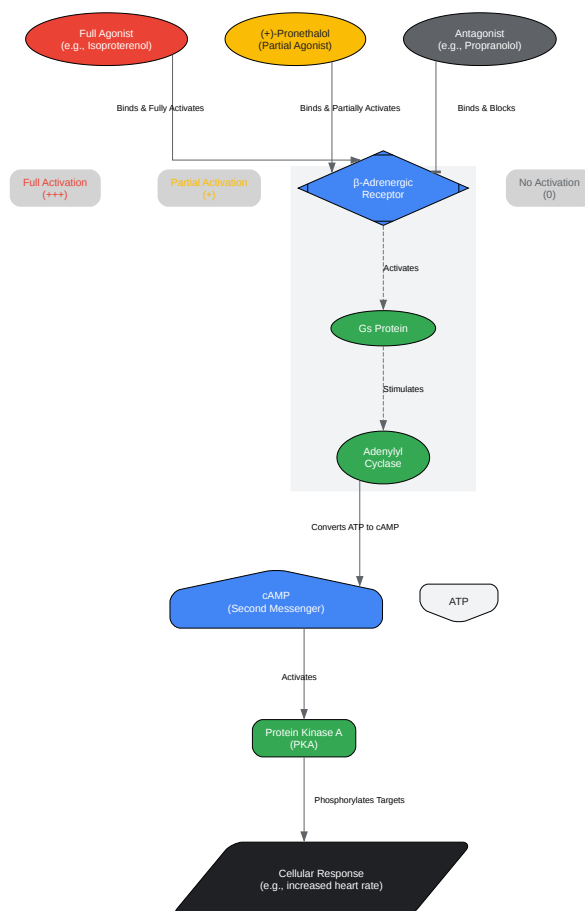 Full Agonist
(e.g., Isoproterenol)
(+)-Pronethalol
(Partial Agonist)
Antagonist
(e.g., Propranolol)
Binds & Fully Activates
Binds & Partially Activates
Binds & Blocks
Full Activation
(+++)
Partial Activation
(+)
β-Adrenergic
Receptor
No Activation
(0)
Activates
Gs Protein
Stimulates
Adenylyl
Cyclase
Converts ATP to cAMP
cAMP
(Second Messenger)
ATP
Activates
Protein Kinase A
(PKA)
Phosphorylates Targets
Cellular Response
(e.g., increased heart rate)